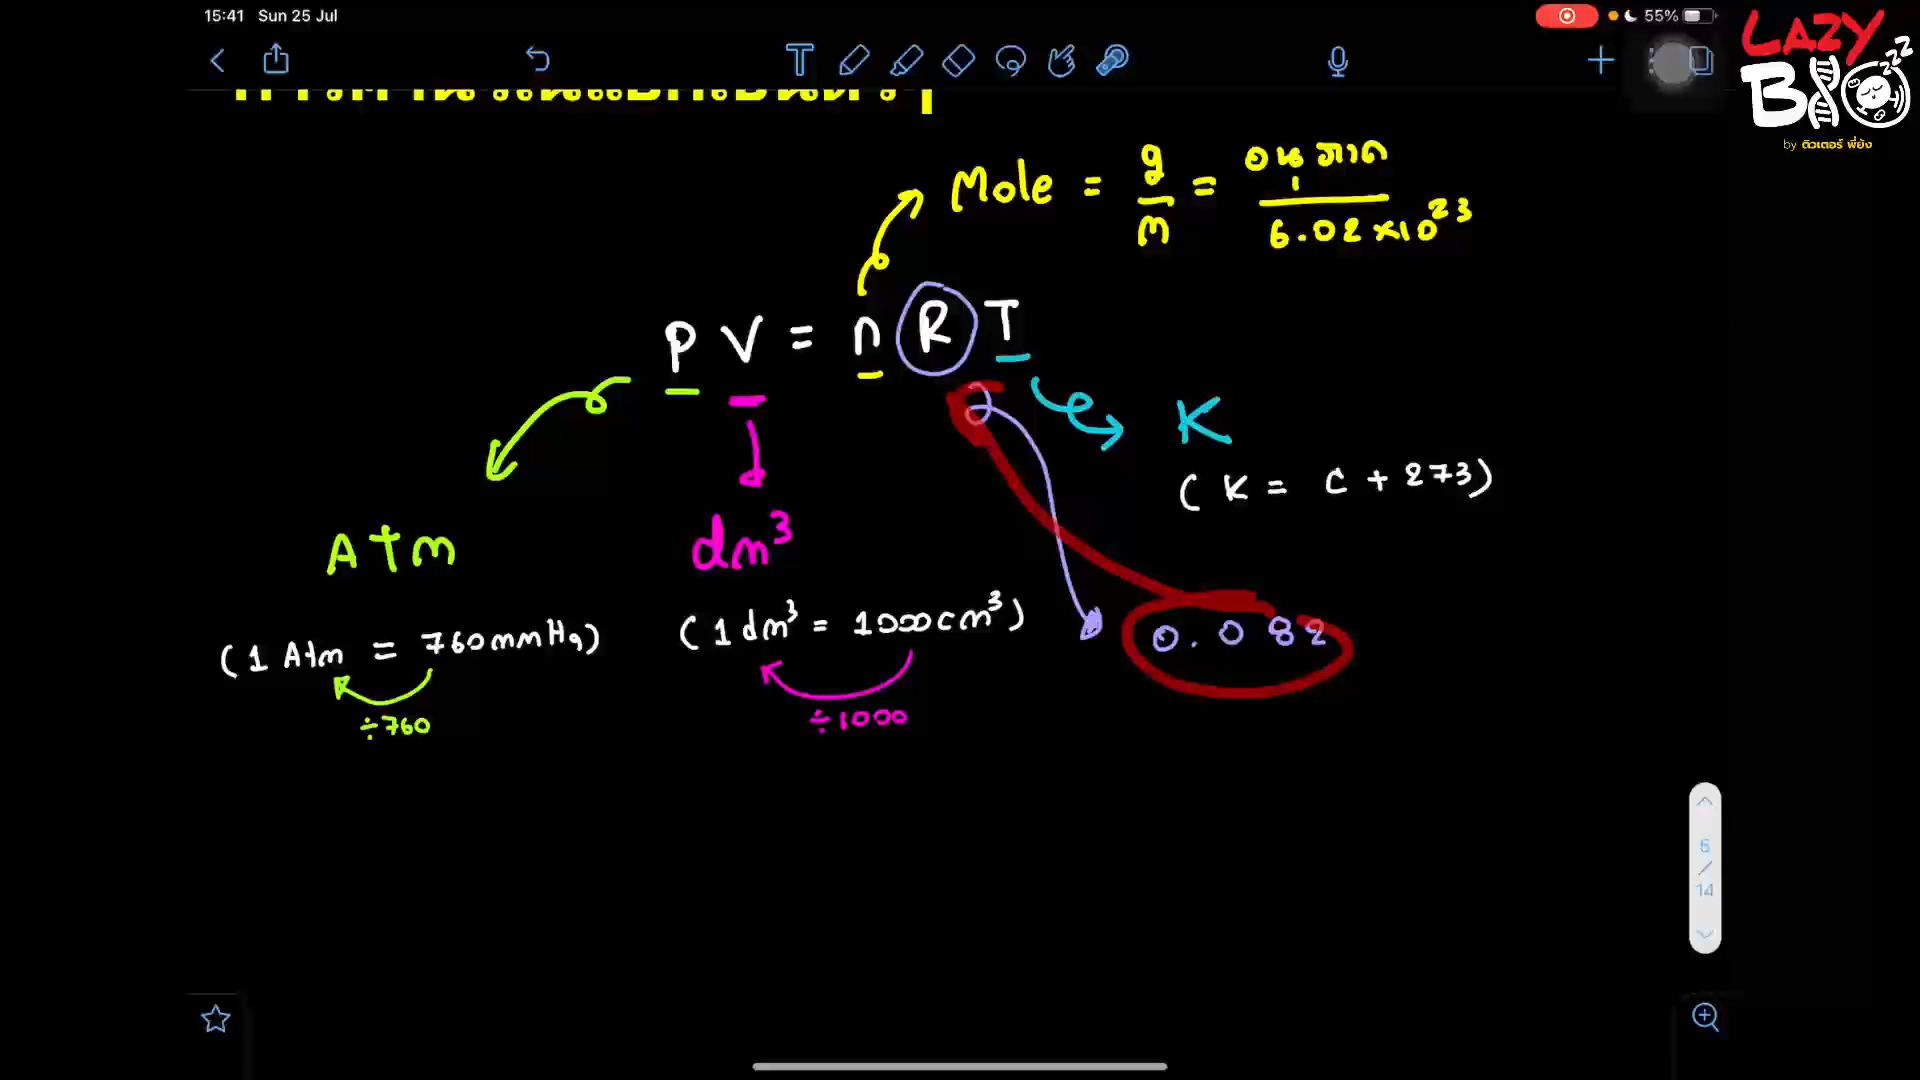 15:41 Sun 25 Jul
55%
LAZY
BIO zzz
by ติวเตอร์ พี่ยัง
Mole = g/m = อนุภาค/6.02×10²³
PV = nRT
K
(K = C + 273)
Atm
dm³
(1 Atm = 760mmHg)
(1 dm³ = 1000cm³)
0.082
÷760
÷1000
5
/
14